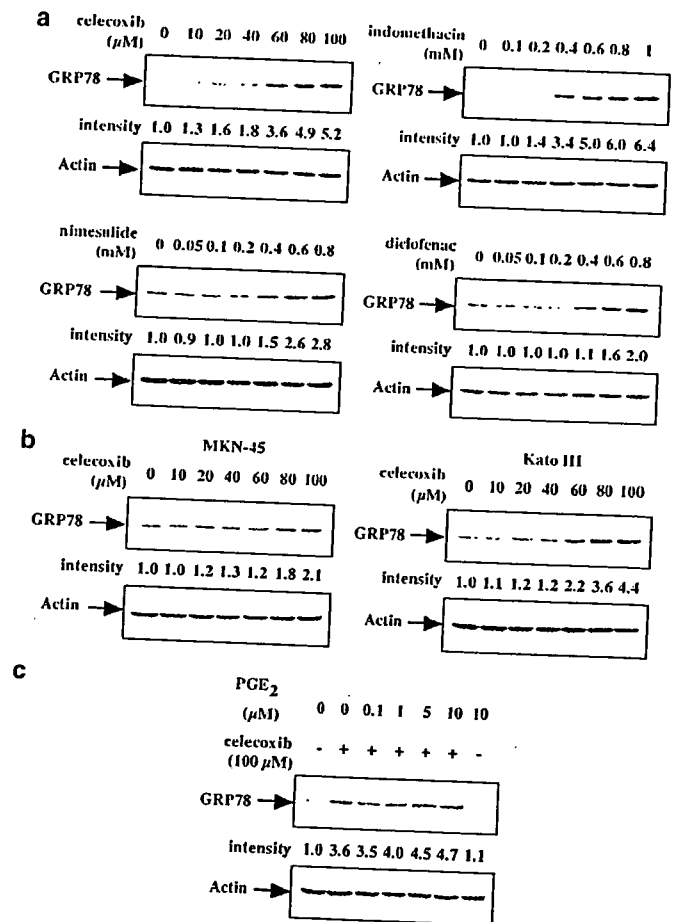 a
celecoxib (μM) 0 10 20 40 60 80 100
GRP78
intensity 1.0 1.3 1.6 1.8 3.6 4.9 5.2
Actin
indomethacin (mM) 0 0.1 0.2 0.4 0.6 0.8 1
GRP78
intensity 1.0 1.0 1.4 3.4 5.0 6.0 6.4
Actin
nimesulide (mM) 0 0.05 0.1 0.2 0.4 0.6 0.8
GRP78
intensity 1.0 0.9 1.0 1.0 1.5 2.6 2.8
Actin
diclofenac (mM) 0 0.05 0.1 0.2 0.4 0.6 0.8
GRP78
intensity 1.0 1.0 1.0 1.0 1.1 1.6 2.0
Actin
b
MKN-45
celecoxib (μM) 0 10 20 40 60 80 100
GRP78
intensity 1.0 1.0 1.2 1.3 1.2 1.8 2.1
Actin
Kato III
celecoxib (μM) 0 10 20 40 60 80 100
GRP78
intensity 1.0 1.1 1.2 1.2 2.2 3.6 4.4
Actin
c
PGE2 (μM) 0 0 0.1 1 5 10 10
celecoxib (100 μM) - + + + + + -
GRP78
intensity 1.0 3.6 3.5 4.0 4.5 4.7 1.1
Actin